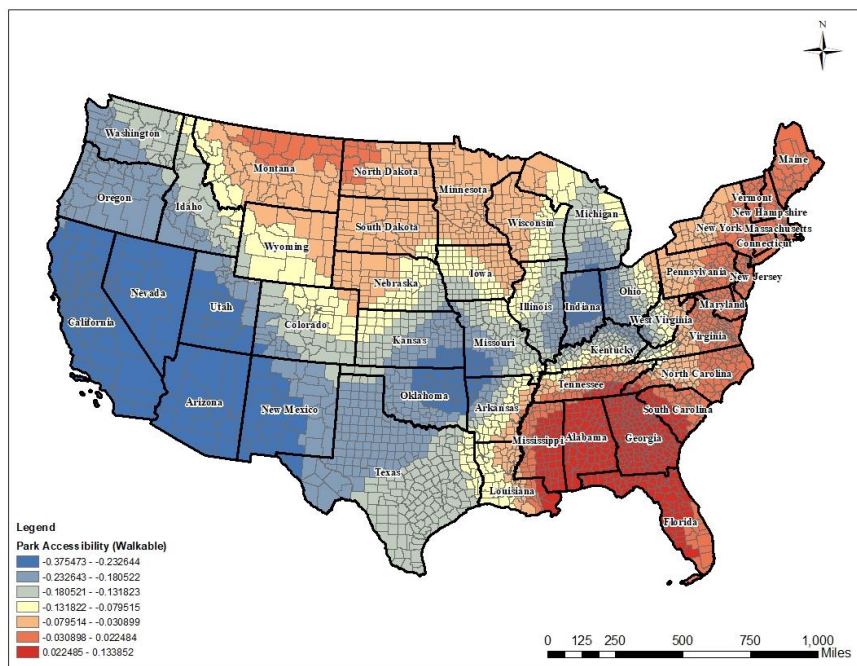 N
Washington
Montana
North Dakota
Minnesota
Maine
Oregon
Idaho
Wisconsin
Michigan
Vermont
New Hampshire
South Dakota
New York
Massachusetts
Wyoming
Connecticut
Nebraska
Iowa
Pennsylvania
New Jersey
Nevada
Utah
Illinois
Indiana
Ohio
Maryland
California
Colorado
West Virginia
Virginia
Kansas
Missouri
Kentucky
North Carolina
Tennessee
Arizona
New Mexico
Oklahoma
Arkansas
South Carolina
Mississippi
Alabama
Georgia
Texas
Louisiana
Florida
Legend
Park Accessibility (Walkable)
-0.375473 - -0.232644
-0.232643 - -0.180522
-0.180521 - -0.131823
-0.131822 - -0.079515
-0.079514 - -0.030899
-0.030898 - 0.022484
0.022485 - 0.133852
0 125 250 500 750 1,000
Miles